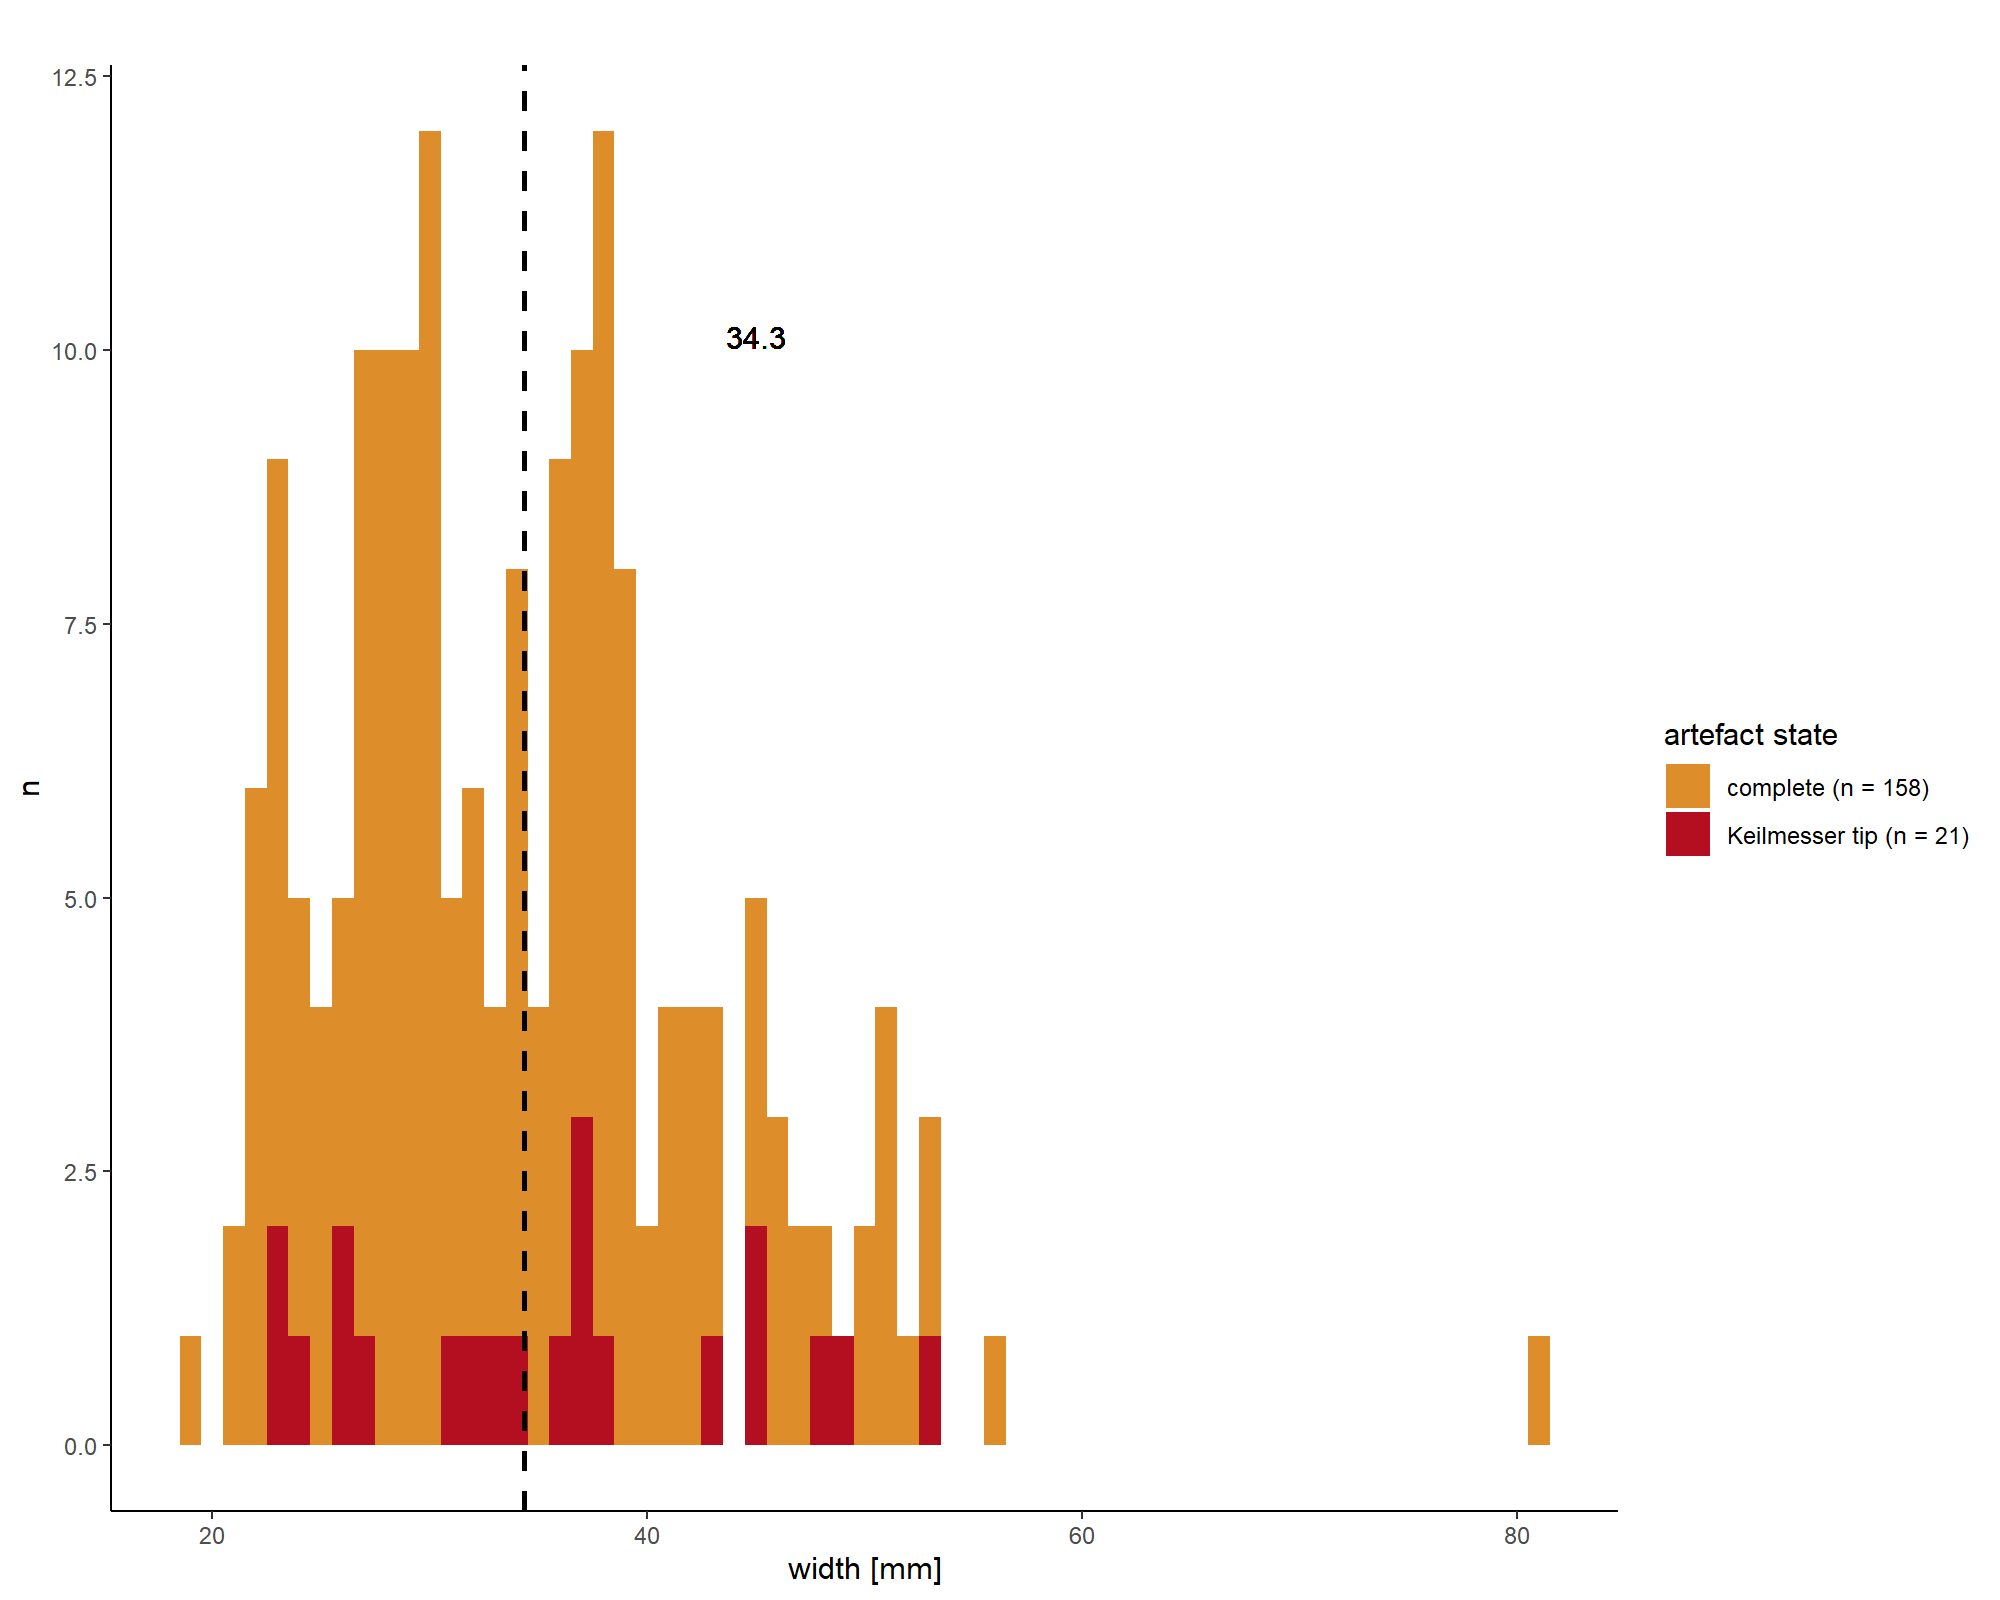 12.5
10.0
7.5
5.0
2.5
0.0
n
34.3
20 40 60 80
width [mm]
artefact state
complete (n = 158)
Keilmesser tip (n = 21)